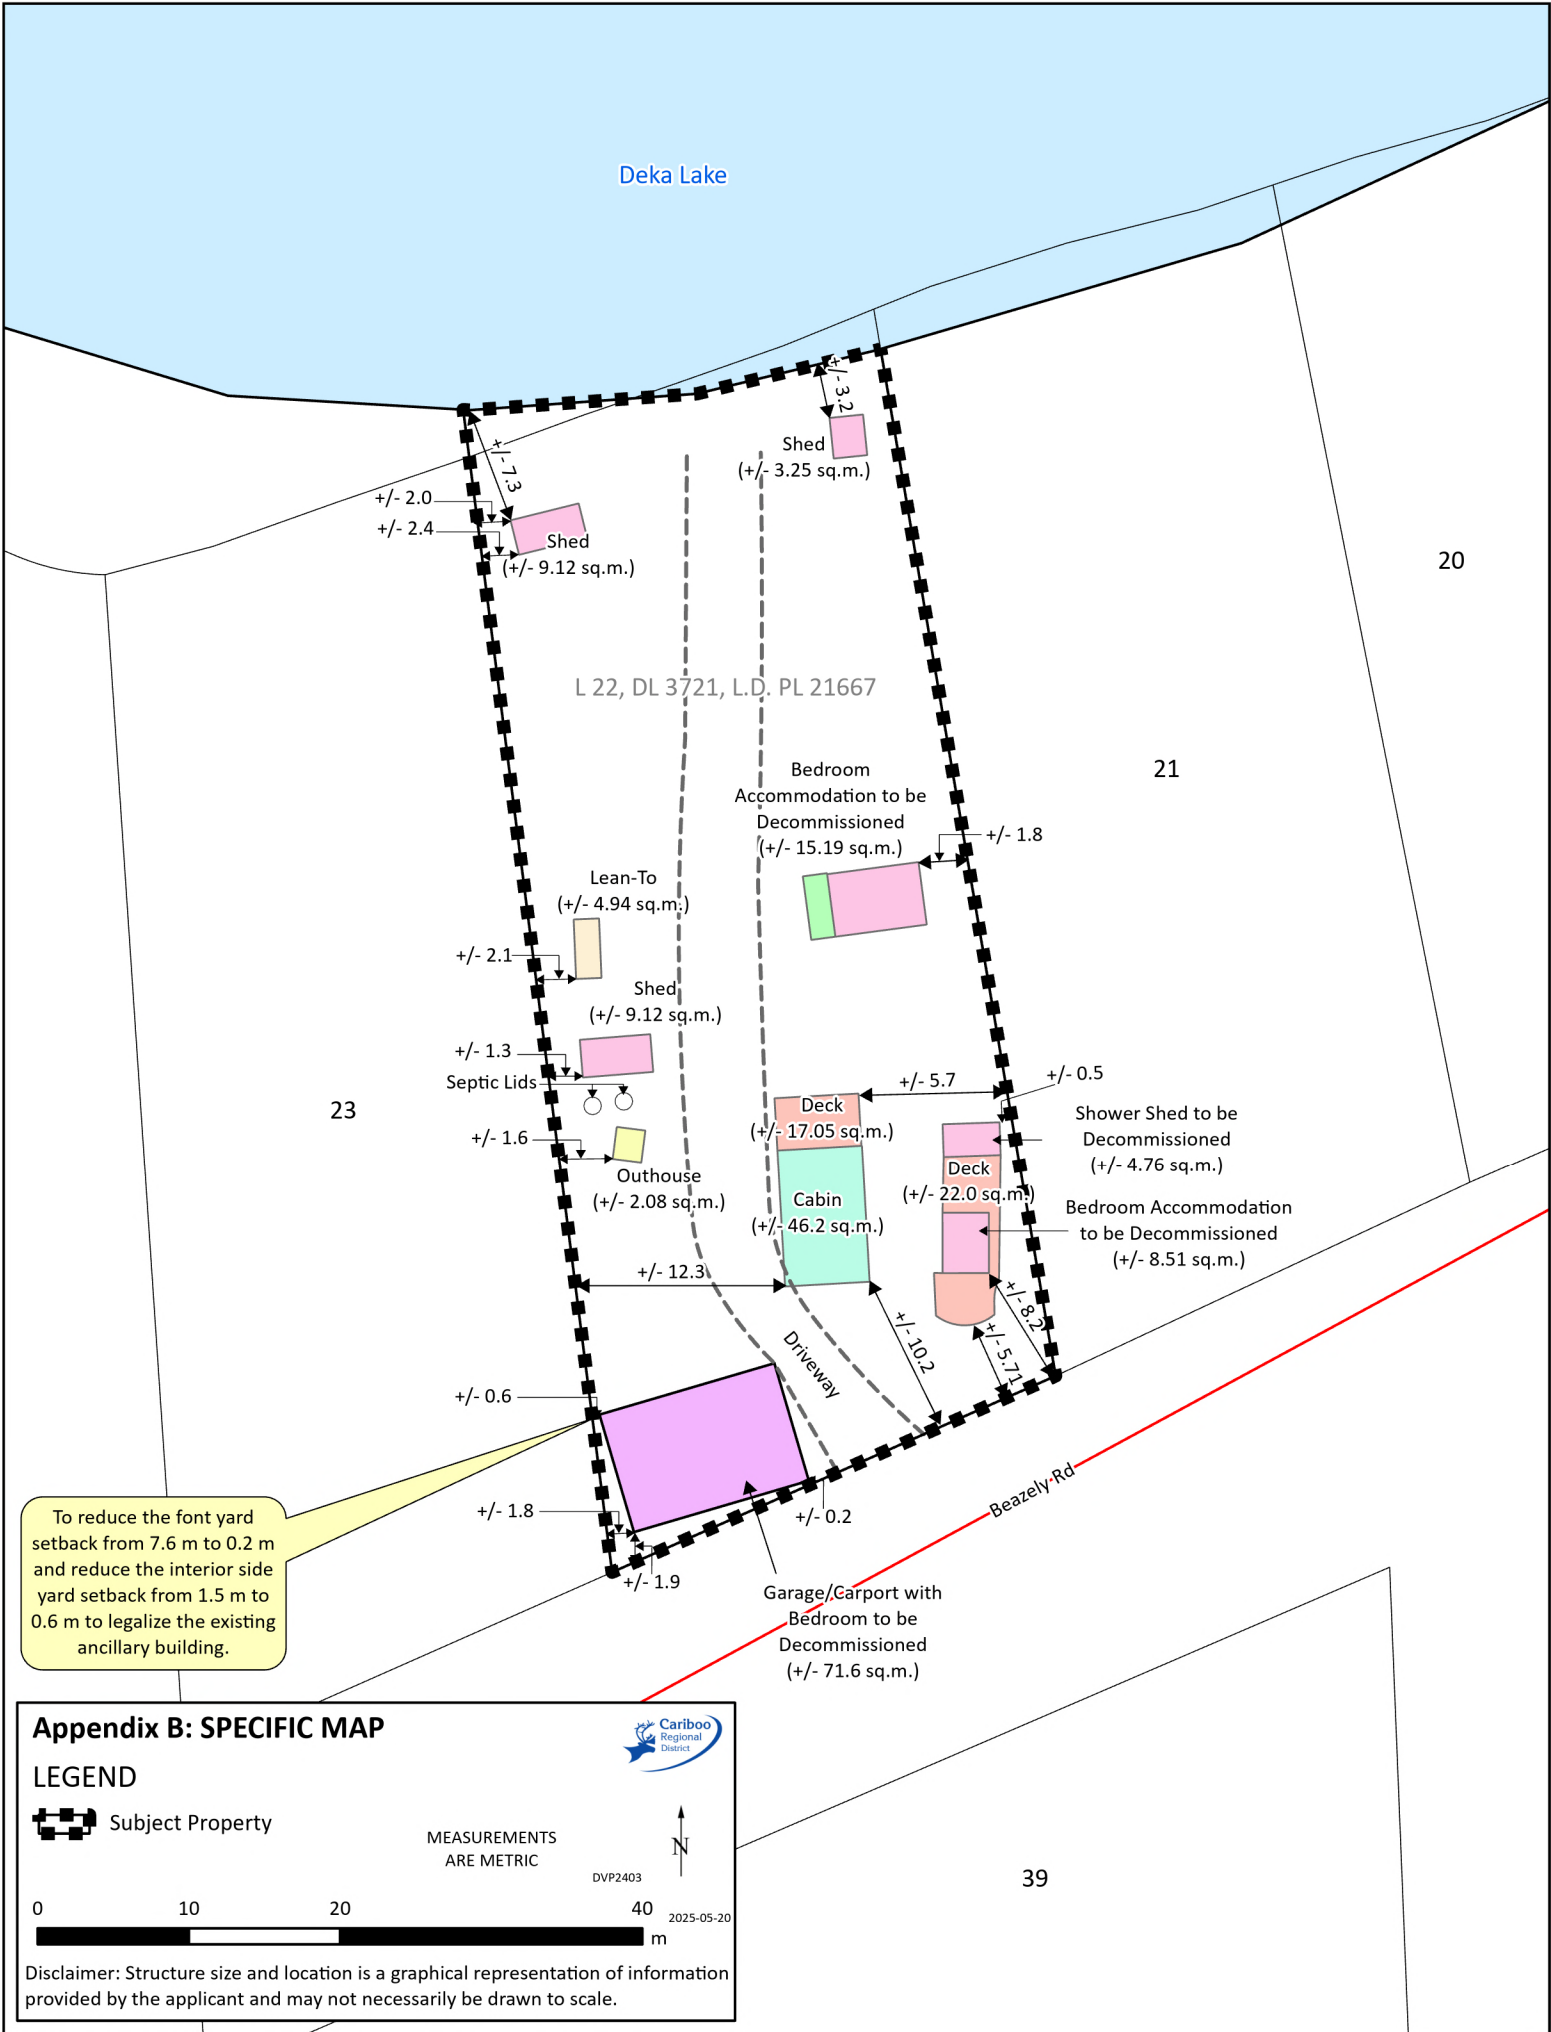 Deka Lake
+/- 3.2
Shed
(+/- 3.25 sq.m.)
+/- 7.3
+/- 2.0
+/- 2.4
Shed
(+/- 9.12 sq.m.)
20
L 22, DL 3721, L.D. PL 21667
21
Bedroom
Accommodation to be
Decommissioned
(+/- 15.19 sq.m.)
+/- 1.8
Lean-To
(+/- 4.94 sq.m.)
+/- 2.1
Shed
(+/- 9.12 sq.m.)
+/- 1.3
Septic Lids
23
+/- 1.6
Outhouse
(+/- 2.08 sq.m.)
+/- 5.7
+/- 0.5
Deck
(+/- 17.05 sq.m.)
Shower Shed to be
Decommissioned
(+/- 4.76 sq.m.)
Deck
(+/- 22.0 sq.m.)
Cabin
(+/- 46.2 sq.m.)
Bedroom Accommodation
to be Decommissioned
(+/- 8.51 sq.m.)
+/- 12.3
+/- 8.2
+/- 10.2
+/- 5.71
Driveway
+/- 0.6
+/- 1.8
+/- 0.2
+/- 1.9
Beazely Rd
To reduce the font yard
setback from 7.6 m to 0.2 m
and reduce the interior side
yard setback from 1.5 m to
0.6 m to legalize the existing
ancillary building.
Garage/Carport with
Bedroom to be
Decommissioned
(+/- 71.6 sq.m.)
39
Appendix B: SPECIFIC MAP
Cariboo
Regional
District
LEGEND
Subject Property
MEASUREMENTS
ARE METRIC
N
DVP2403
0 10 20 40
2025-05-20
m
Disclaimer: Structure size and location is a graphical representation of information
provided by the applicant and may not necessarily be drawn to scale.